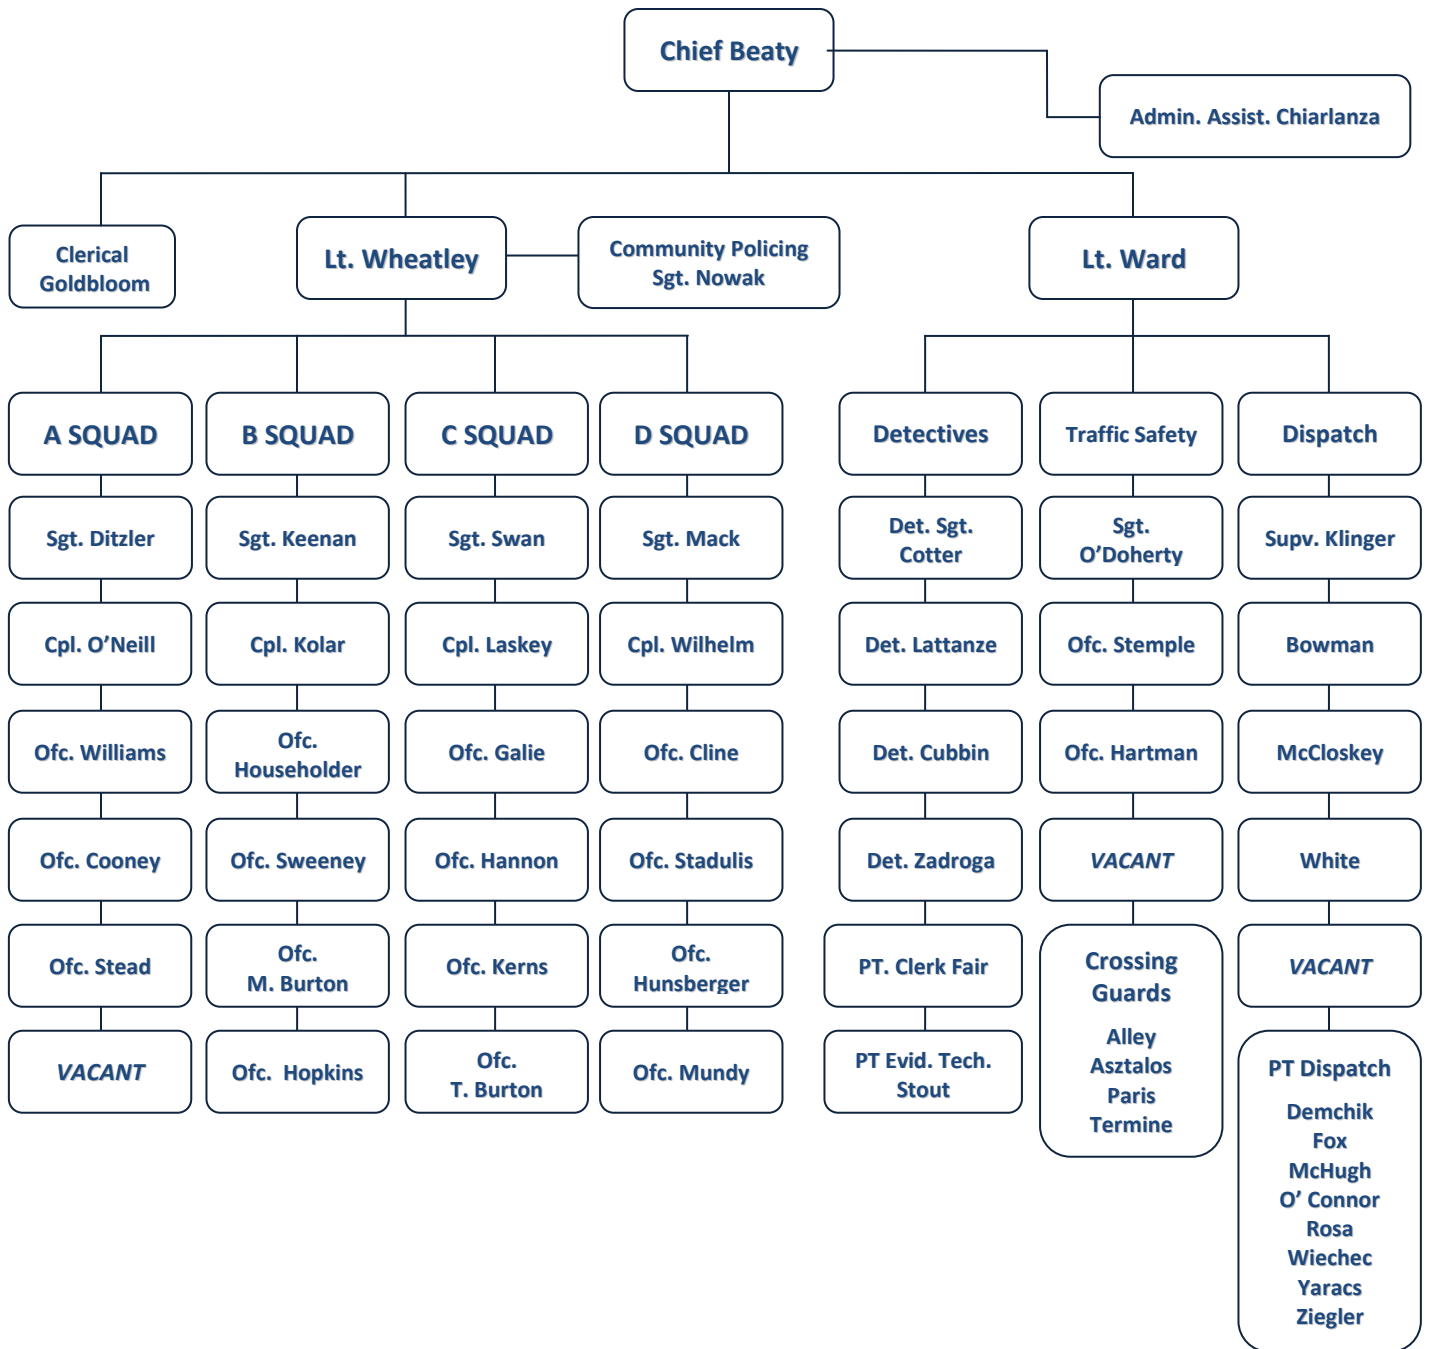 Chief Beaty
Admin. Assist. Chiarlanza
Clerical
Goldbloom
Lt. Wheatley
Community Policing
Sgt. Nowak
Lt. Ward
A SQUAD
B SQUAD
C SQUAD
D SQUAD
Detectives
Traffic Safety
Dispatch
Sgt. Ditzler
Sgt. Keenan
Sgt. Swan
Sgt. Mack
Det. Sgt.
Cotter
Sgt.
O’Doherty
Supv. Klinger
Cpl. O’Neill
Cpl. Kolar
Cpl. Laskey
Cpl. Wilhelm
Det. Lattanze
Ofc. Stemple
Bowman
Ofc. Williams
Ofc.
Householder
Ofc. Galie
Ofc. Cline
Det. Cubbin
Ofc. Hartman
McCloskey
Ofc. Cooney
Ofc. Sweeney
Ofc. Hannon
Ofc. Stadulis
Det. Zadroga
VACANT
White
Ofc. Stead
Ofc.
M. Burton
Ofc. Kerns
Ofc.
Hunsberger
PT. Clerk Fair
Crossing
Guards
Alley
Asztalos
Paris
Termine
VACANT
VACANT
Ofc. Hopkins
Ofc.
T. Burton
Ofc. Mundy
PT Evid. Tech.
Stout
PT Dispatch
Demchik
Fox
McHugh
O’ Connor
Rosa
Wiechec
Yaracs
Ziegler